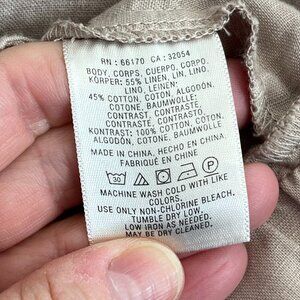 RN : 66170 CA : 32054
BODY, CORPS, CUERPO, CORPO,
KÖRPER: 55% LINEN, LIN, LINO,
LINO, LEINEN;
45% COTTON, COTON, ALGODÓN,
COTONE, BAUMWOLLE;
CONTRAST, CONTRASTE,
CONTRASTE, CONTRASTO,
KONTRAST: 100% COTTON, COTON,
ALGODÓN, COTONE, BAUMWOLLE
MADE IN CHINA, HECHO EN CHINA
FABRIQUÉ EN CHINE
30 P
MACHINE WASH COLD WITH LIKE
COLORS,
USE ONLY NON-CHLORINE BLEACH.
TUMBLE DRY LOW.
LOW IRON AS NEEDED.
MAY BE DRY CLEANED.